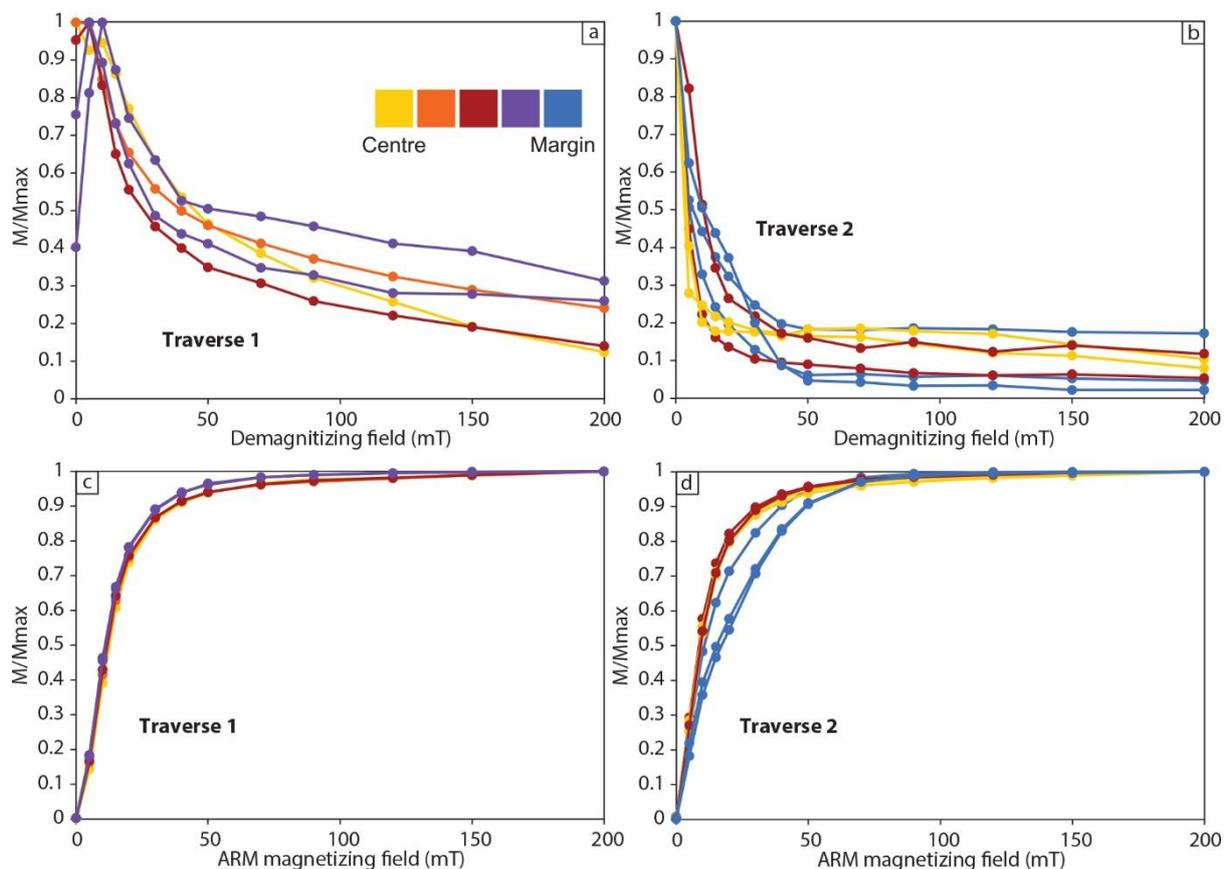 a
M/Mmax
1
0.9
0.8
0.7
0.6
0.5
0.4
0.3
0.2
0.1
0
Centre Margin
Traverse 1
0 50 100 150 200
Demagnitizing field (mT)
b
M/Mmax
1
0.9
0.8
0.7
0.6
0.5
0.4
0.3
0.2
0.1
0
Traverse 2
0 50 100 150 200
Demagnitizing field (mT)
c
M/Mmax
1
0.9
0.8
0.7
0.6
0.5
0.4
0.3
0.2
0.1
0
Traverse 1
0 50 100 150 200
ARM magnetizing field (mT)
d
M/Mmax
1
0.9
0.8
0.7
0.6
0.5
0.4
0.3
0.2
0.1
0
Traverse 2
0 50 100 150 200
ARM magnetizing field (mT)